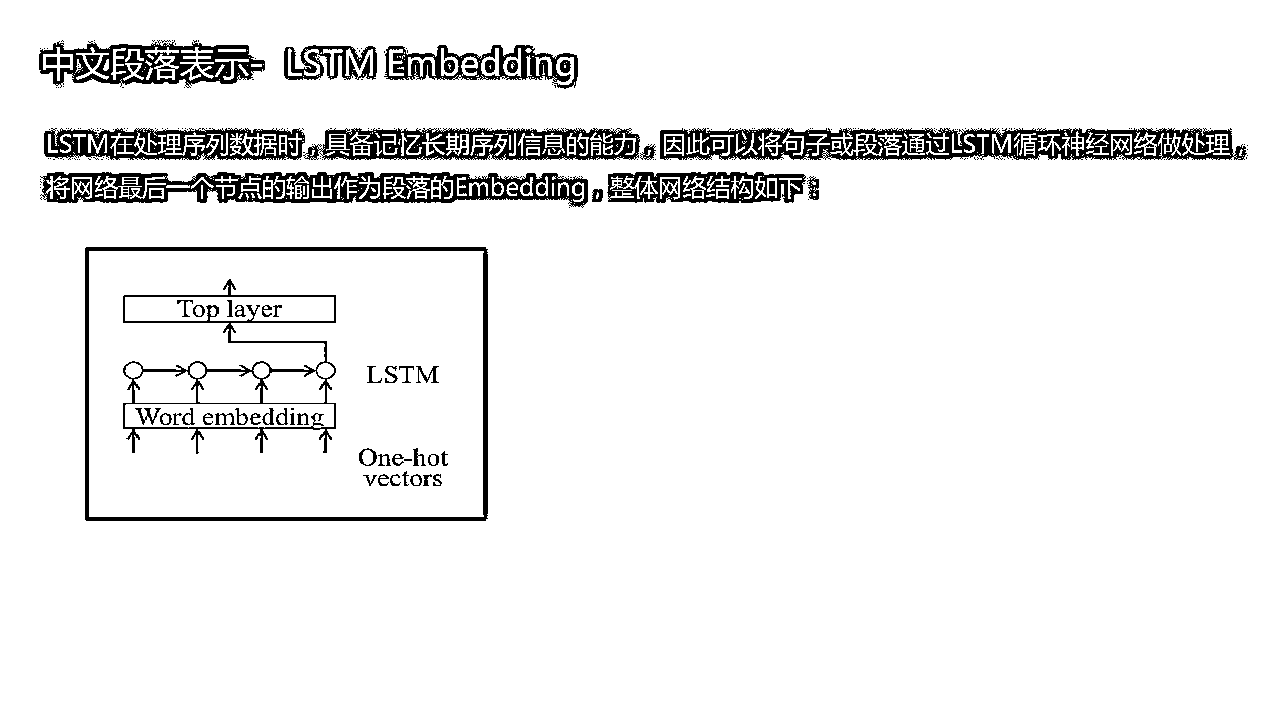 中文段落表示- LSTM Embedding
LSTM在处理序列数据时，具备记忆长期序列信息的能力，因此可以将句子或段落通过LSTM循环神经网络做处理，
将网络最后一个节点的输出作为段落的Embedding，整体网络结构如下：
Top layer
LSTM
Word embedding
One-hot
vectors